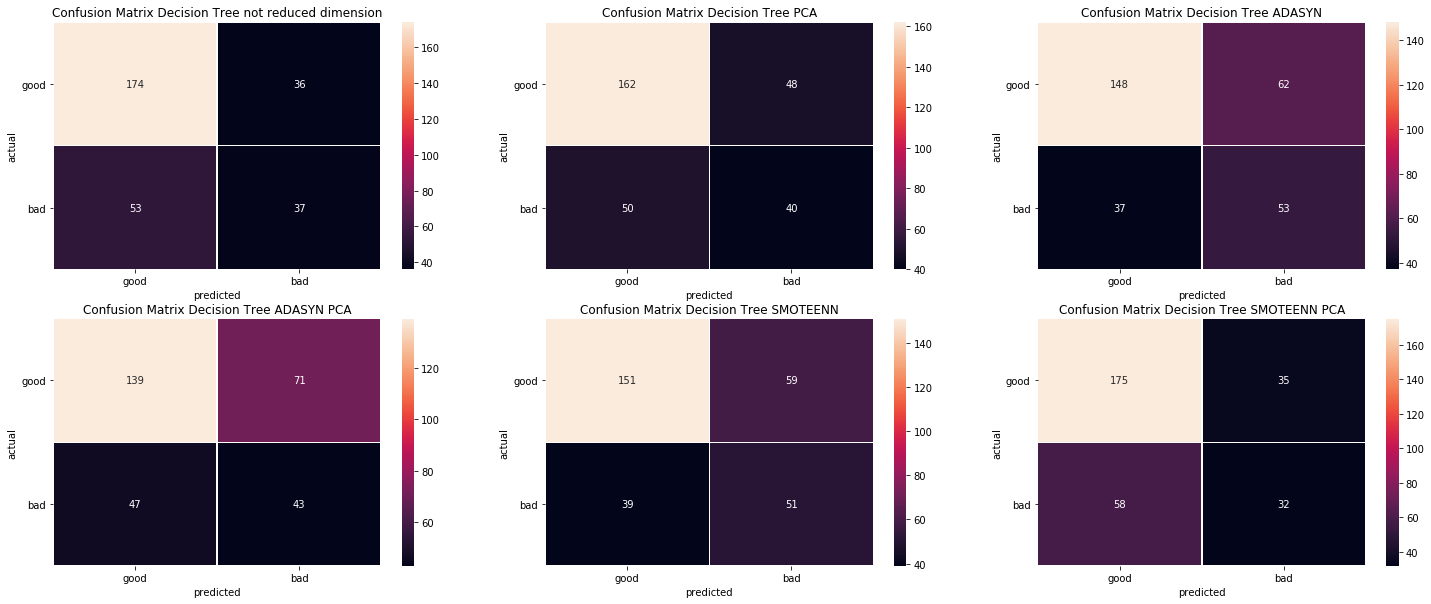 Confusion Matrix Decision Tree not reduced dimension
good
174
36
actual
bad
53
37
good
bad
predicted
160
140
120
100
80
60
40
Confusion Matrix Decision Tree PCA
good
162
48
actual
bad
50
40
good
bad
predicted
160
140
120
100
80
60
40
Confusion Matrix Decision Tree ADASYN
good
148
62
actual
bad
37
53
good
bad
predicted
140
120
100
80
60
40
Confusion Matrix Decision Tree ADASYN PCA
good
139
71
actual
bad
47
43
good
bad
predicted
120
100
80
60
Confusion Matrix Decision Tree SMOTEENN
good
151
59
actual
bad
39
51
good
bad
predicted
140
120
100
80
60
40
Confusion Matrix Decision Tree SMOTEENN PCA
good
175
35
actual
bad
58
32
good
bad
predicted
160
140
120
100
80
60
40